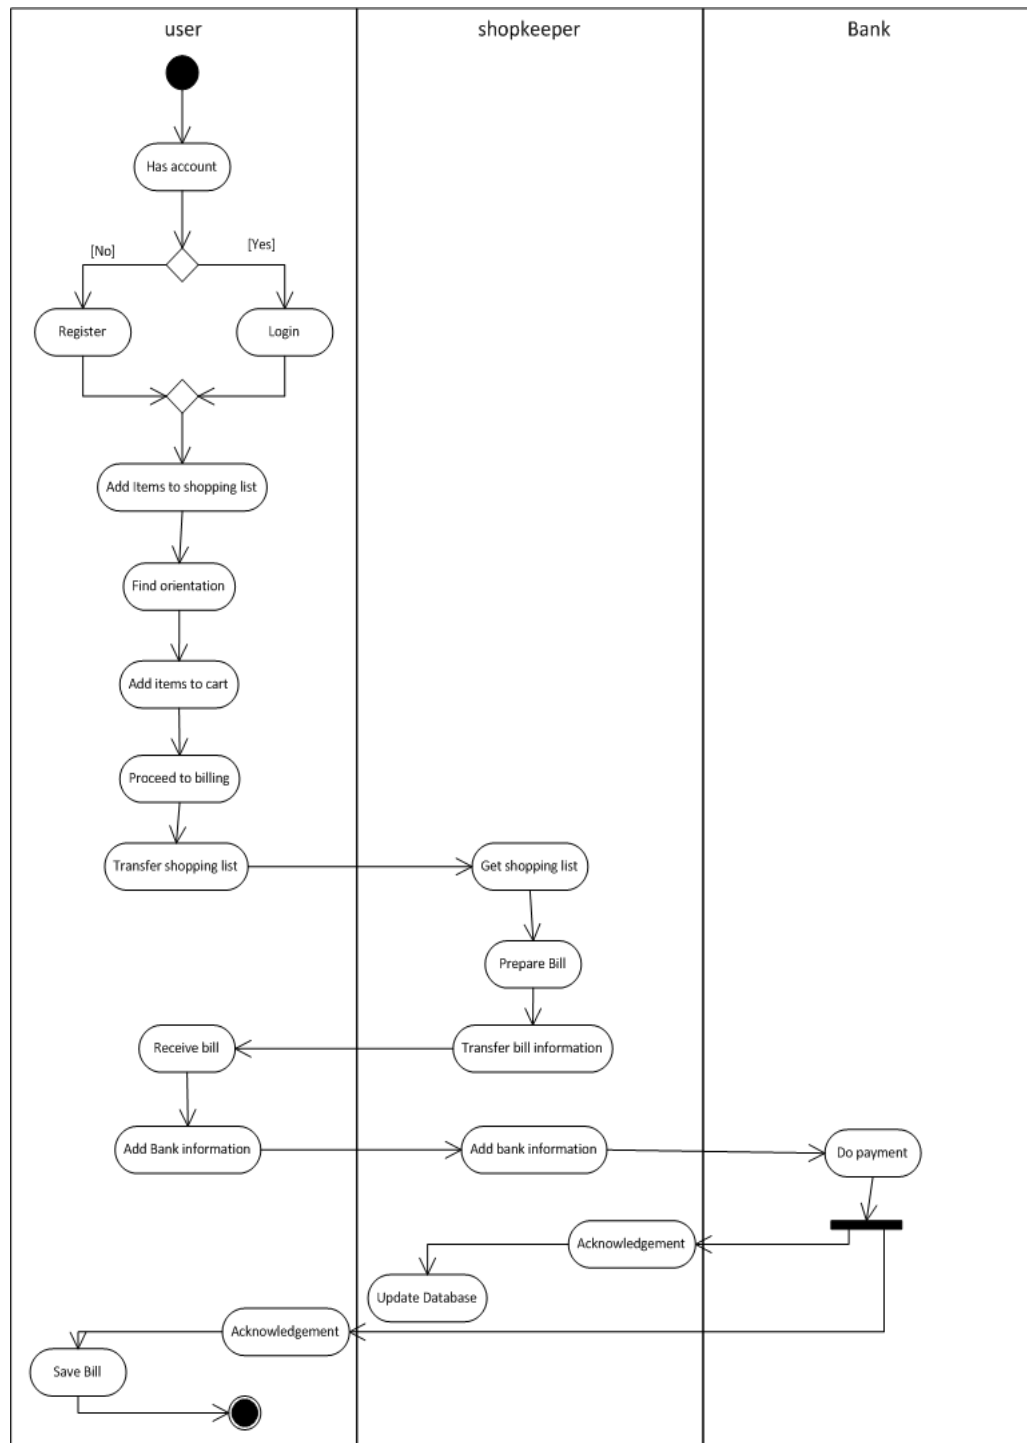 user
shopkeeper
Bank
Has account
[No]
[Yes]
Register
Login
Add Items to shopping list
Find orientation
Add items to cart
Proceed to billing
Transfer shopping list
Get shopping list
Prepare Bill
Receive bill
Transfer bill information
Add Bank information
Add bank information
Do payment
Acknowledgement
Update Database
Acknowledgement
Save Bill